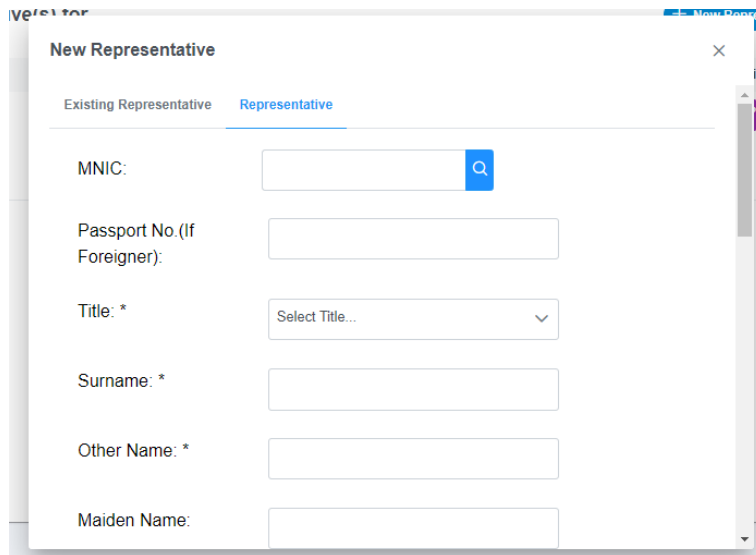 New Representative
Existing Representative Representative
MNIC:
Passport No.(If
Foreigner):
Title: *
Select Title...
Surname: *
Other Name: *
Maiden Name: